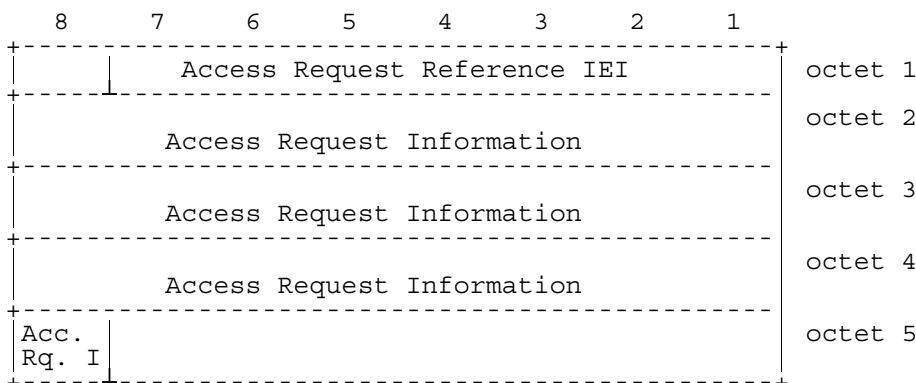 8 7 6 5 4 3 2 1
Access Request Reference IEI octet 1
octet 2
Access Request Information
octet 3
Access Request Information
octet 4
Access Request Information
Acc. octet 5
Rq. I